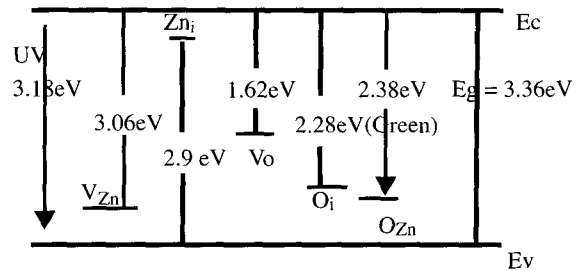 Zni Ec
UV
3.18eV 1.62eV 2.38eV Eg = 3.36eV
3.06eV 2.28eV(Green)
2.9 eV Vo
VZn Oi
OZn
Ev